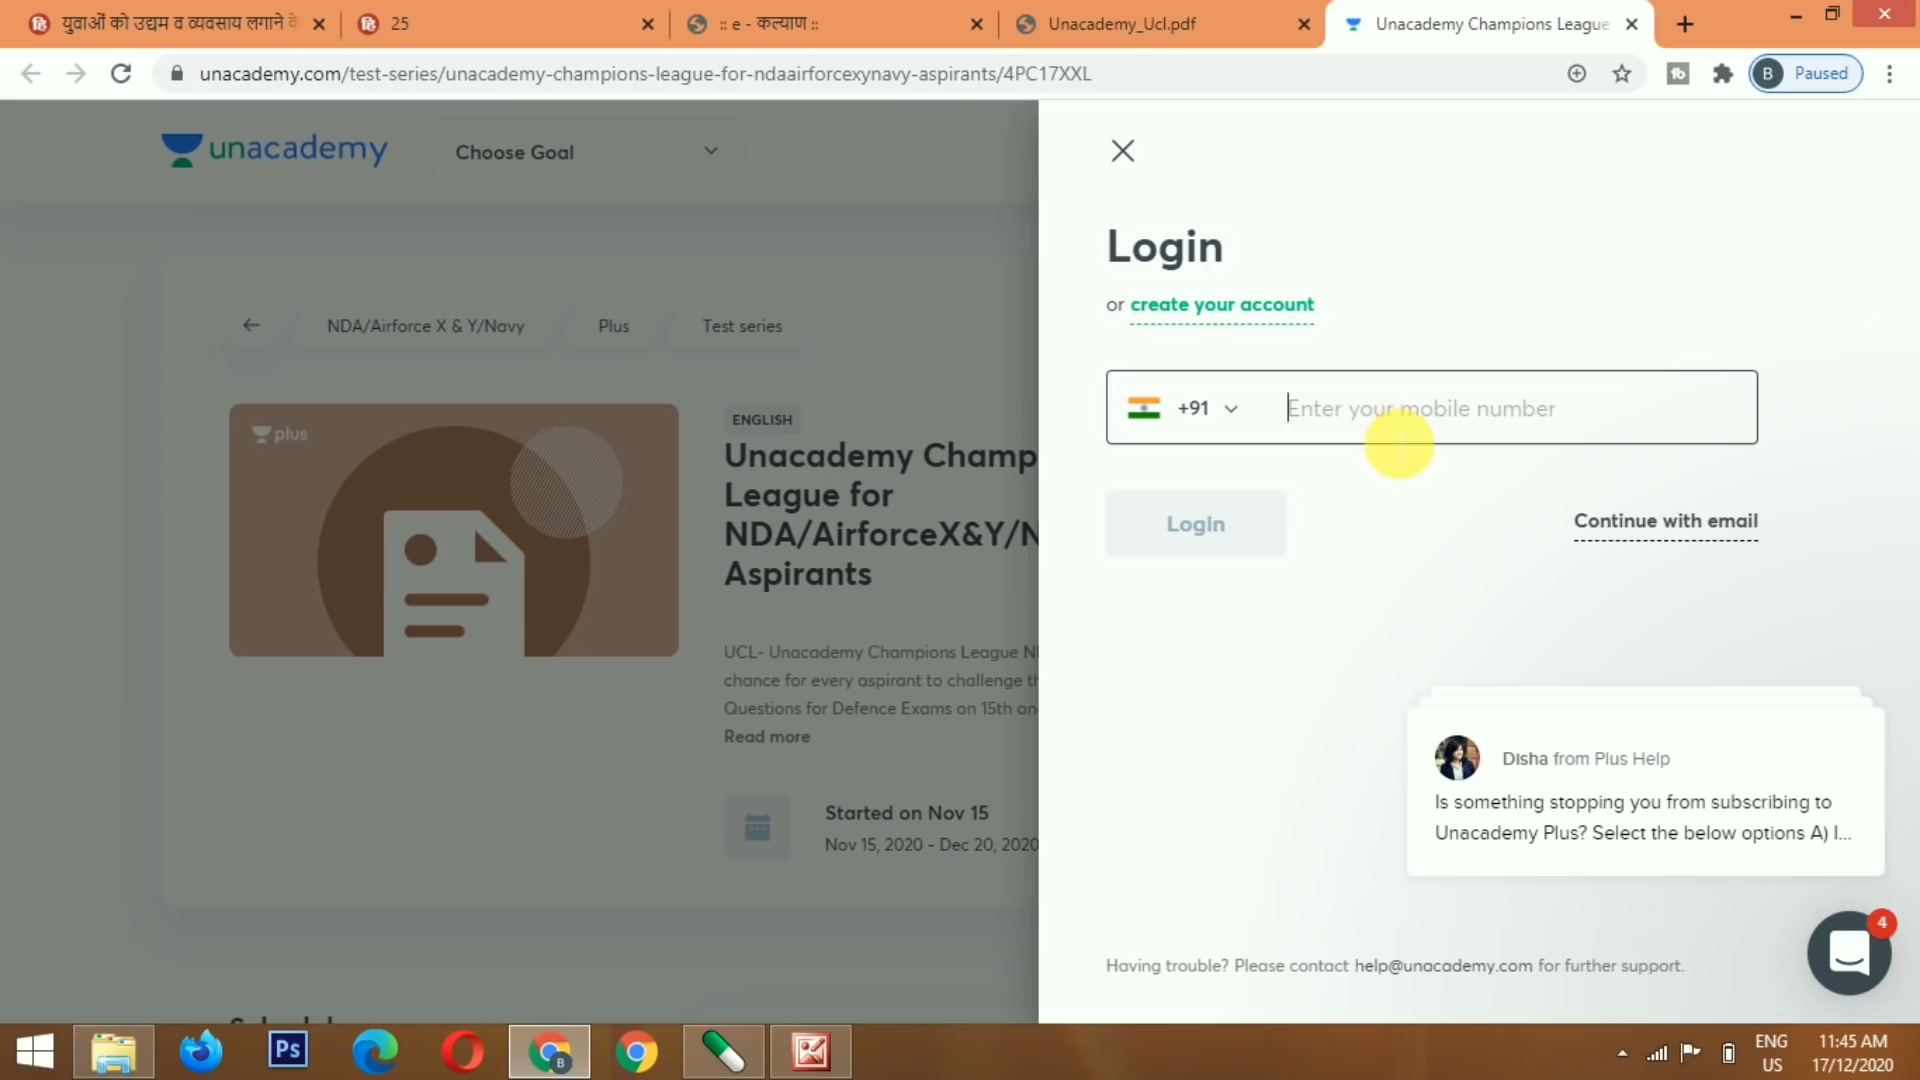 युवाओं को उद्यम व व्यवसाय लगाने के
25
:: e - कल्याण ::
Unacademy_Ucl.pdf
Unacademy Champions League
unacademy.com/test-series/unacademy-champions-league-for-ndaairforcexynavy-aspirants/4PC17XXL
B
Paused
unacademy
Choose Goal
NDA/Airforce X & Y/Navy
Plus
Test series
plus
ENGLISH
Unacademy Champ
League for
NDA/AirforceX&Y/N
Aspirants
UCL- Unacademy Champions League N
chance for every aspirant to challenge th
Questions for Defence Exams on 15th an
Read more
Started on Nov 15
Nov 15, 2020 - Dec 20, 2020
Login
or create your account
+91
Enter your mobile number
Login
Continue with email
Disha from Plus Help
Is something stopping you from subscribing to
Unacademy Plus? Select the below options A) I...
4
Having trouble? Please contact help@unacademy.com for further support.
Ps
B
ENG
US
11:45 AM
17/12/2020